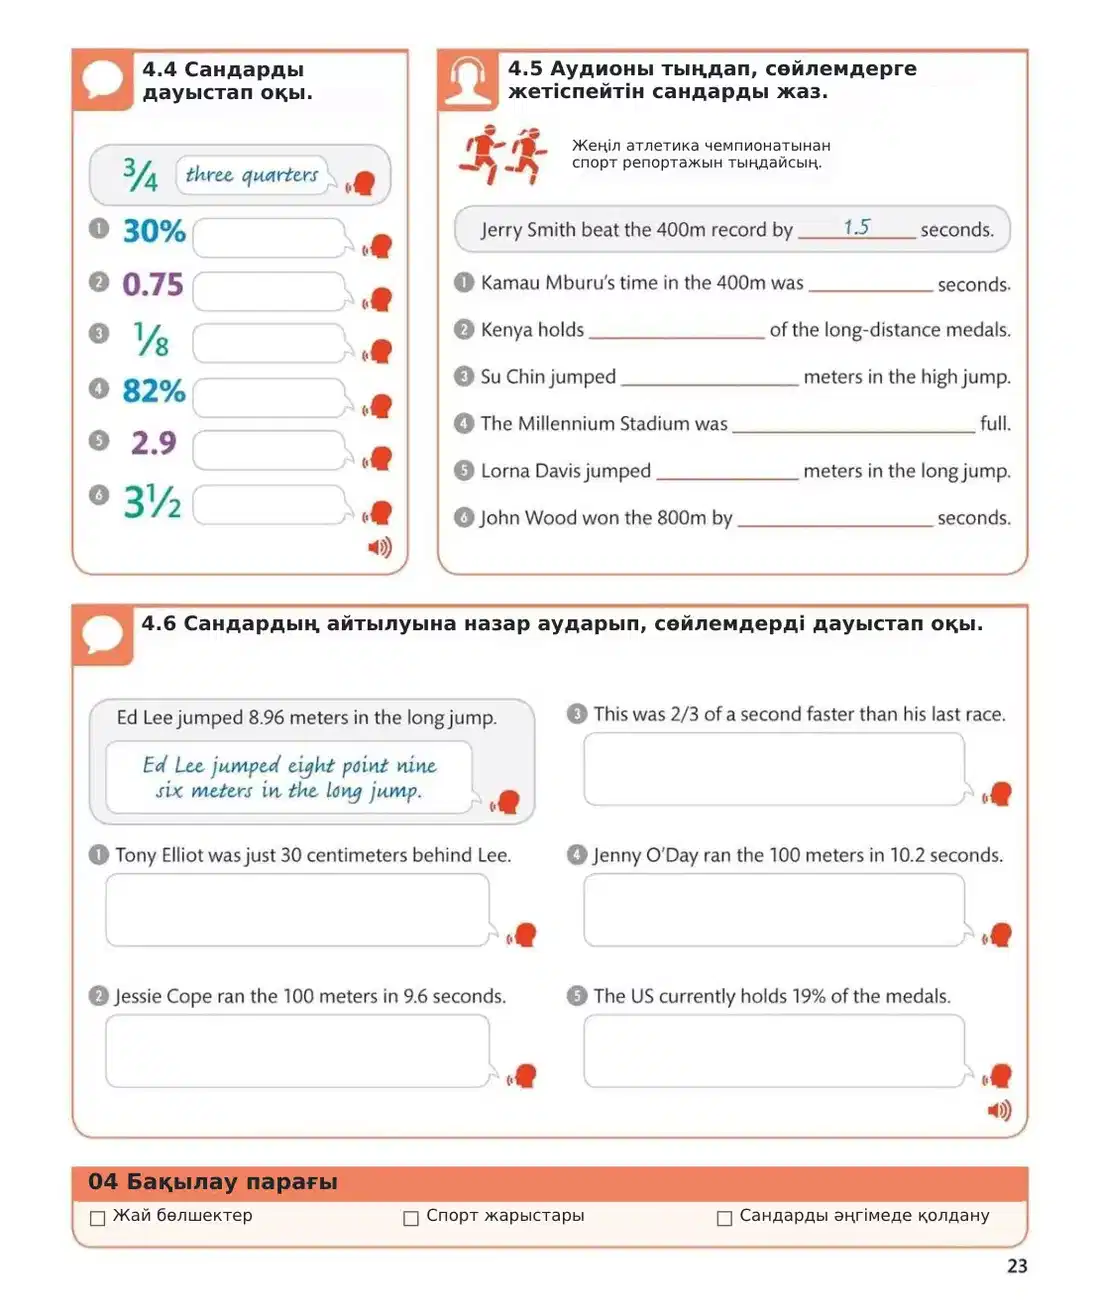 4.4 Сандарды
дауыстап оқы.
3/4 three quarters
1 30%
2 0.75
3 1/8
4 82%
5 2.9
6 3½
4.5 Аудионы тыңдап, сөйлемдерге
жетіспейтін сандарды жаз.
Жеңіл атлетика чемпионатынан
спорт репортажын тыңдайсың.
Jerry Smith beat the 400m record by 1.5 seconds.
1 Kamau Mburu’s time in the 400m was ____________ seconds.
2 Kenya holds ____________ of the long-distance medals.
3 Su Chin jumped ____________ meters in the high jump.
4 The Millennium Stadium was ____________ full.
5 Lorna Davis jumped ____________ meters in the long jump.
6 John Wood won the 800m by ____________ seconds.
4.6 Сандардың айтылуына назар аударып, сөйлемдерді дауыстап оқы.
Ed Lee jumped 8.96 meters in the long jump.
Ed Lee jumped eight point nine
six meters in the long jump.
1 Tony Elliot was just 30 centimeters behind Lee.
2 Jessie Cope ran the 100 meters in 9.6 seconds.
3 This was 2/3 of a second faster than his last race.
4 Jenny O’Day ran the 100 meters in 10.2 seconds.
5 The US currently holds 19% of the medals.
04 Бақылау парағы
Жай бөлшектер
Спорт жарыстары
Сандарды әңгімеде қолдану
23